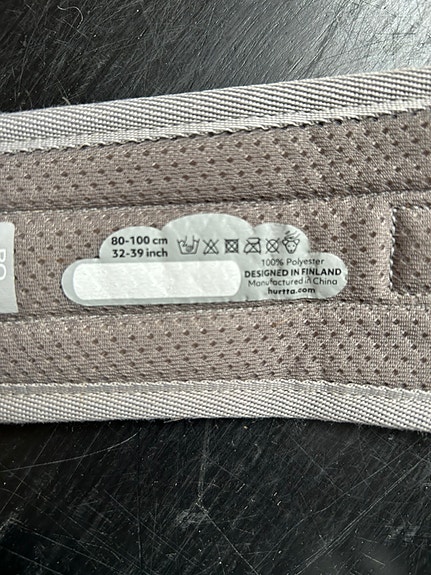 80-100 cm
32-39 inch
100% Polyester
DESIGNED IN FINLAND
Manufactured in China
hurtta.com